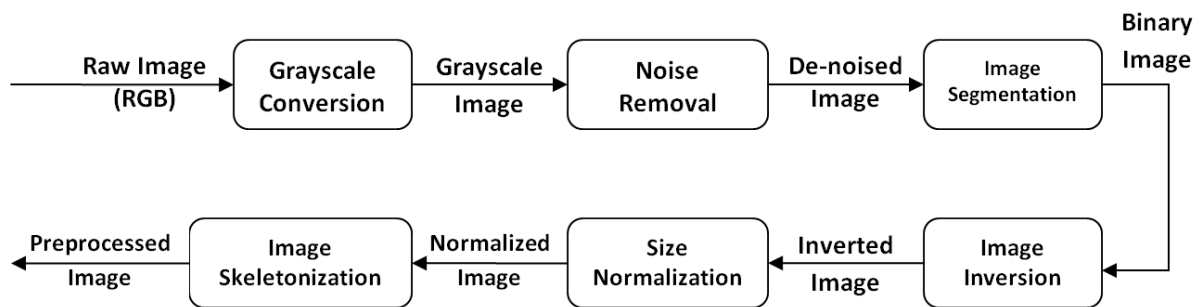 Raw Image
(RGB)
Grayscale
Conversion
Grayscale
Image
Noise
Removal
De-noised
Image
Image
Segmentation
Binary
Image
Image
Inversion
Inverted
Image
Size
Normalization
Normalized
Image
Image
Skeletonization
Preprocessed
Image